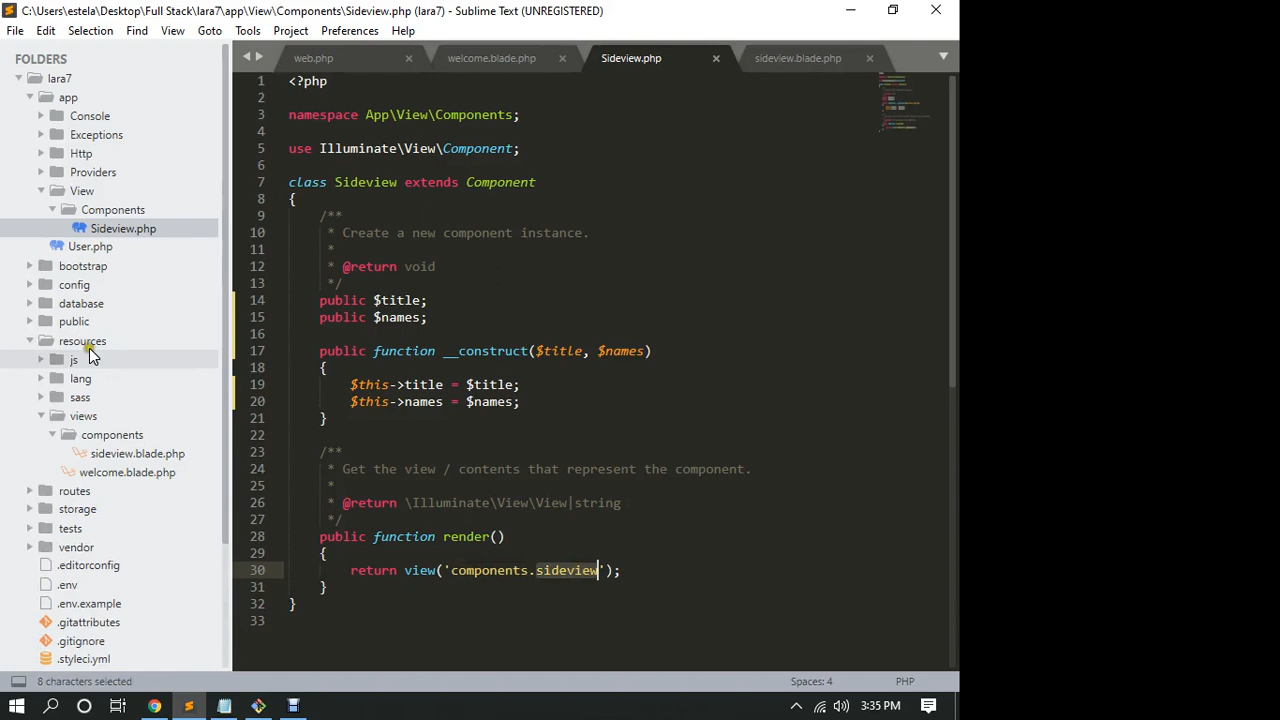 C:\Users\estela\Desktop\Full Stack\lara7\app\View\Components\Sideview.php (lara7) - Sublime Text (UNREGISTERED)
File Edit Selection Find View Goto Tools Project Preferences Help
FOLDERS
lara7
app
Console
Exceptions
Http
Providers
View
Components
Sideview.php
User.php
bootstrap
config
database
public
resources
js
lang
sass
views
components
sideview.blade.php
welcome.blade.php
routes
storage
tests
vendor
.editorconfig
.env
.env.example
.gitattributes
.gitignore
.styleci.yml
web.php welcome.blade.php Sideview.php sideview.blade.php
1 <?php
2
3 namespace App\View\Components;
4
5 use Illuminate\View\Component;
6
7 class Sideview extends Component
8 {
9 /**
10 * Create a new component instance.
11 *
12 * @return void
13 */
14 public $title;
15 public $names;
16
17 public function __construct($title, $names)
18 {
19 $this->title = $title;
20 $this->names = $names;
21 }
22
23 /**
24 * Get the view / contents that represent the component.
25 *
26 * @return \Illuminate\View\View|string
27 */
28 public function render()
29 {
30 return view('components.sideview');
31 }
32 }
33
8 characters selected Spaces: 4 PHP
3:35 PM